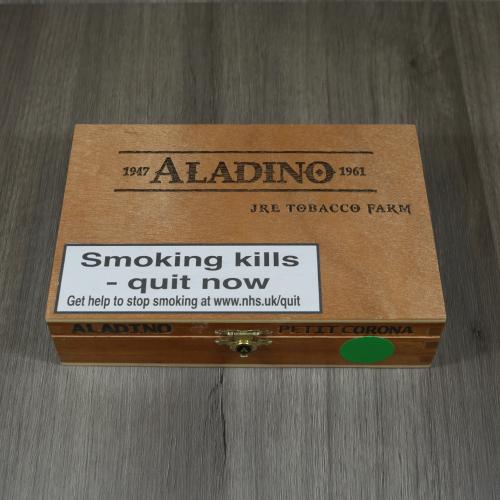 1947 ALADINO 1961
JRE TOBACCO FARM
Smoking kills
- quit now
Get help to stop smoking at www.nhs.uk/quit
ALADINO PETIT CORONA